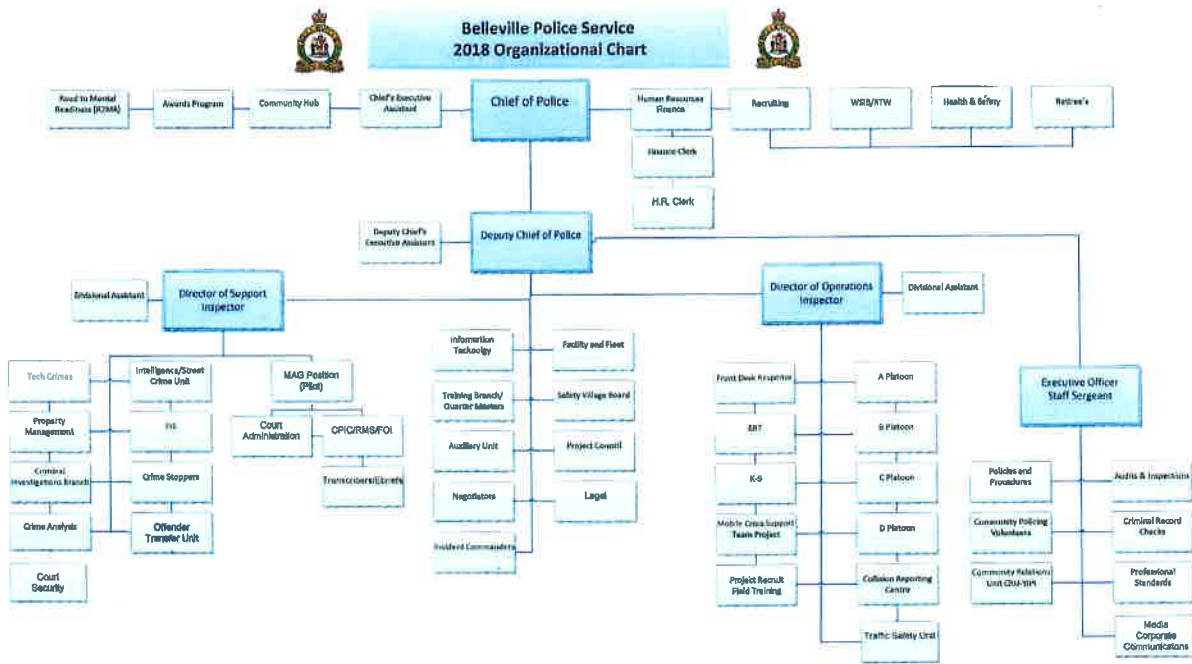 Belleville Police Service
2018 Organizational Chart
Road to Mental
Readiness (R2MR)
Awards Program
Community Hub
Chief's Executive
Assistant
Chief of Police
Human Resources
Finance
Recruiting
WSIB/RTW
Health & Safety
Retiree's
Finance Clerk
H.R. Clerk
Deputy Chief's
Executive Assistant
Deputy Chief of Police
Divisional Assistant
Director of Support
Inspector
Director of Operations
Inspector
Divisional Assistant
Tech Crimes
Intelligence/Street
Crime Unit
MAG Position
(Pilot)
Property
Management
Court
Administration
CPIC/RMS/FOI
Criminal
Investigations Branch
Crime Stoppers
Transcribers/Ebriefs
Crime Analysis
Offender
Transfer Unit
Court
Security
Information
Facility and Fleet
Training Branch/
Quarter Masters
Safety Village Board
Auxiliary Unit
Project Council
Negotiators
Legal
Incident Commanders
Front Desk Response
A Platoon
ERT
B Platoon
K-9
C Platoon
Mobile Crisis Support
Team Project
D Platoon
Project Recruit
Field Training
Collision Reporting
Centre
Traffic Safety Unit
Executive Officer
Staff Sergeant
Policies and
Procedures
Audits & Inspections
Community Policing
Volunteers
Criminal Record
Checks
Community Relations
Professional
Standards
Media
Corporate
Communications